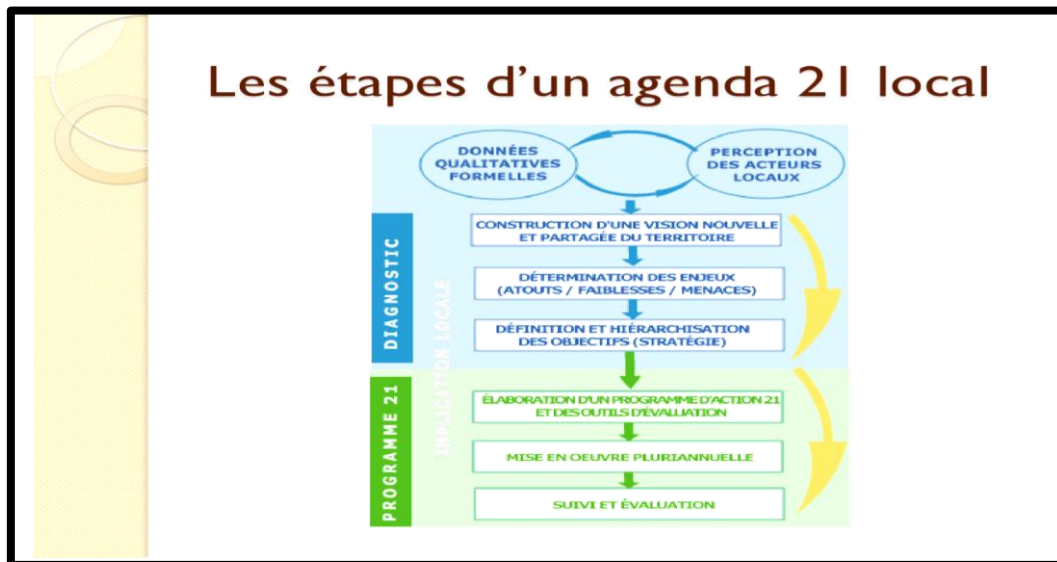 Les étapes d'un agenda 21 local
DONNÉES
QUALITATIVES
FORMELLES
PERCEPTION
DES ACTEURS
LOCAUX
DIAGNOSTIC
IMPLICATION LOCALE
CONSTRUCTION D'UNE VISION NOUVELLE
ET PARTAGÉE DU TERRITOIRE
DÉTERMINATION DES ENJEUX
(ATOUTS / FAIBLESSES / MENACES)
DÉFINITION ET HIÉRARCHISATION
DES OBJECTIFS (STRATÉGIE)
PROGRAMME 21
ÉLABORATION D'UN PROGRAMME D'ACTION 21
ET DES OUTILS D'ÉVALUATION
MISE EN OEUVRE PLURIANNUELLE
SUIVI ET ÉVALUATION